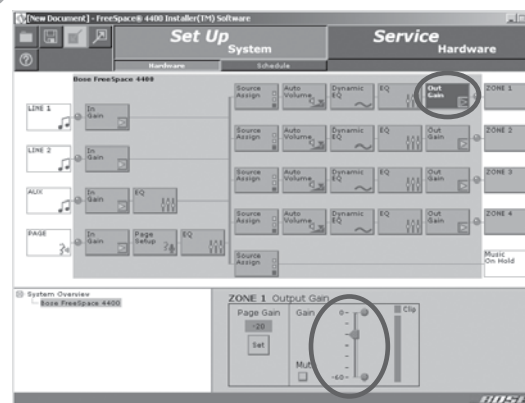 [New Document] - FreeSpace® 4400 Installer(TM) Software
Set Up
System
Service
Hardware
Hardware
Schedule
Bose FreeSpace 4400
LINE 1
In Gain
LINE 2
In Gain
AUX
In Gain
EQ
PAGE
In Gain
Page Setup
EQ
Source Assign
Auto Volume
Dynamic EQ
EQ
Out Gain
ZONE 1
Source Assign
Auto Volume
Dynamic EQ
EQ
Out Gain
ZONE 2
Source Assign
Auto Volume
Dynamic EQ
EQ
Out Gain
ZONE 3
Source Assign
Auto Volume
Dynamic EQ
EQ
Out Gain
ZONE 4
Source Assign
Music On Hold
System Overview
Bose FreeSpace 4400
ZONE 1 Output Gain
Page Gain
-20
Set
Gain
0-
-60-
Mute
Clip
BOSE